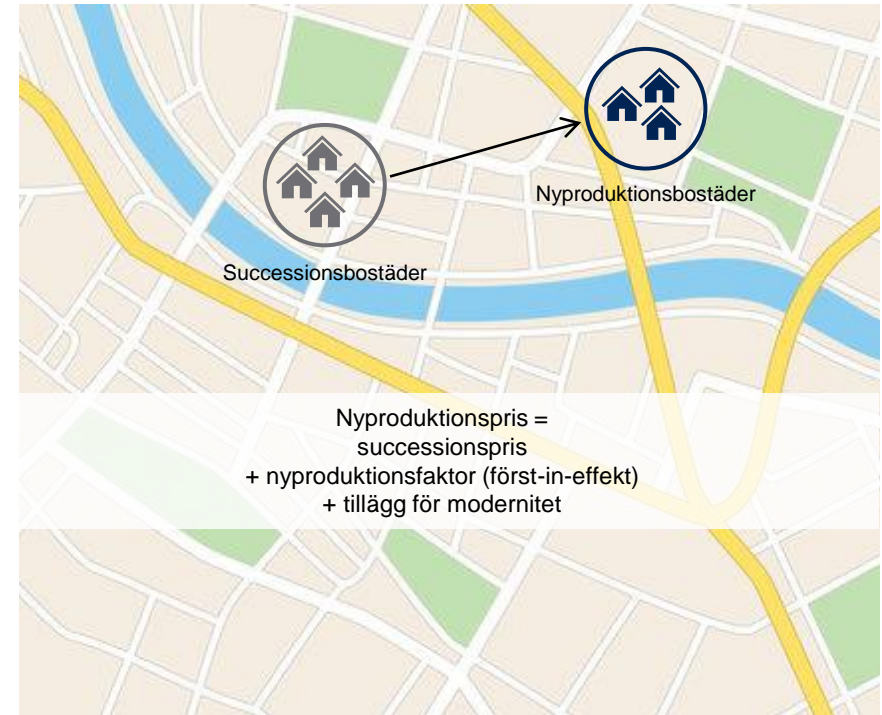 Nyproduktionsbostäder
Successionsbostäder
Nyproduktionspris =
successionspris
+ nyproduktionsfaktor (först-in-effekt)
+ tillägg för modernitet